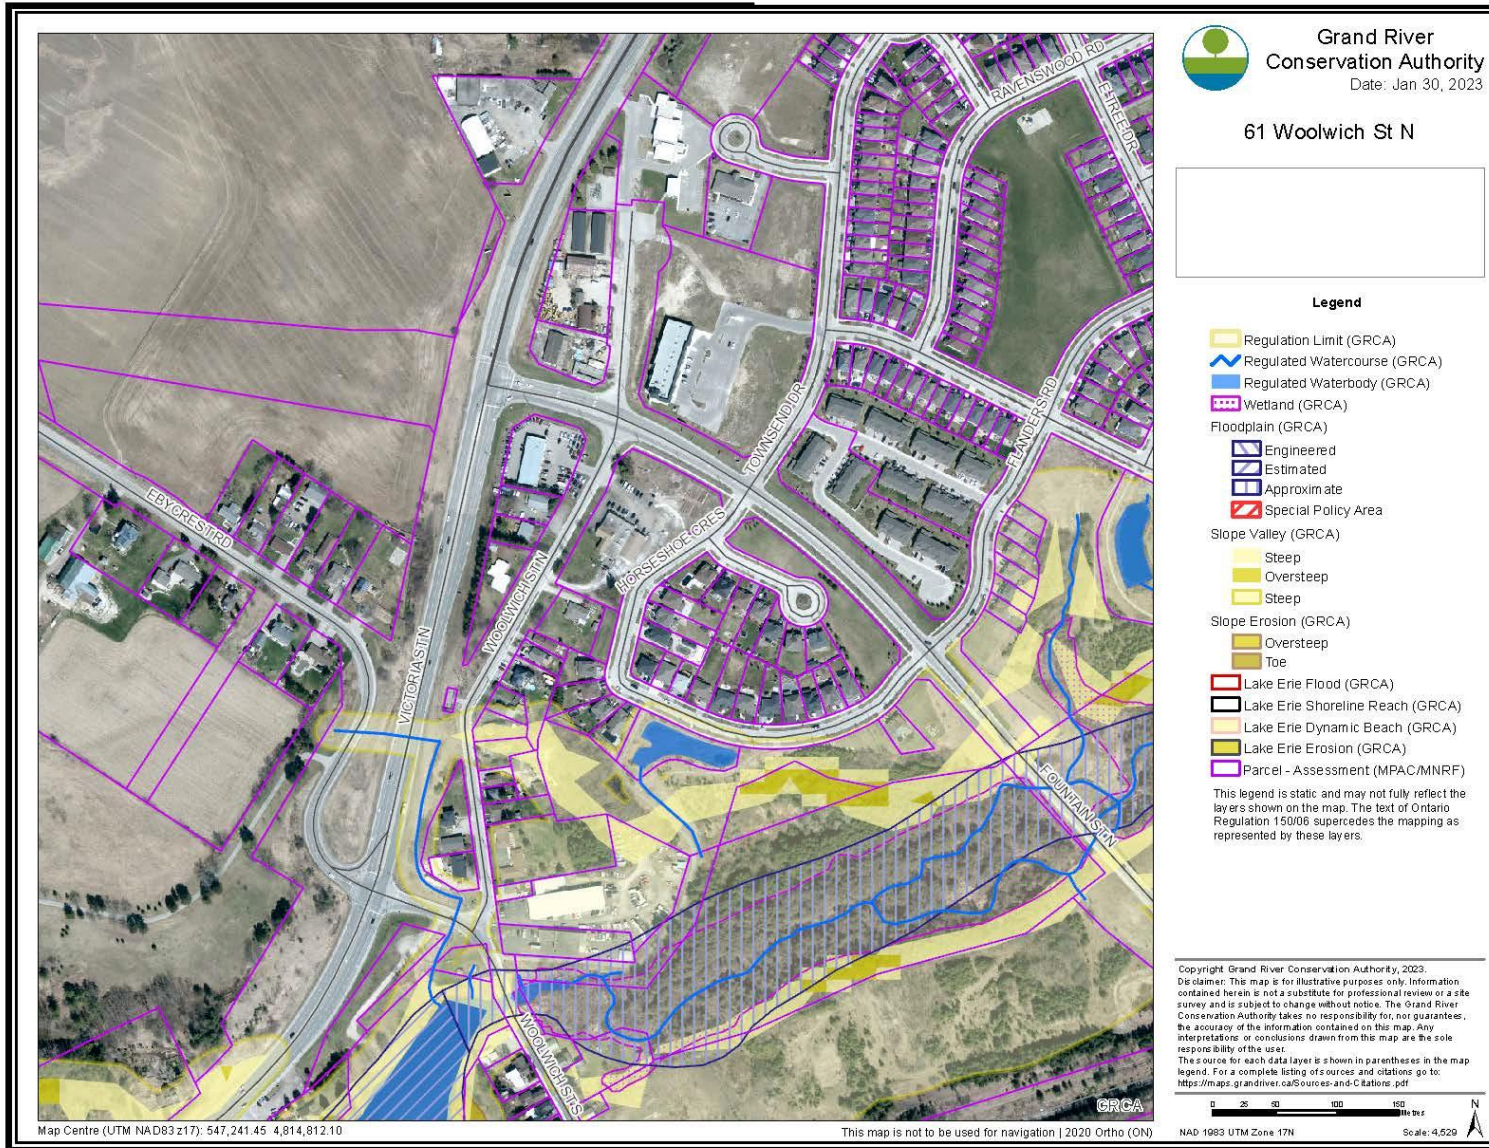 Grand River
Conservation Authority
Date: Jan 30, 2023
61 Woolwich St N
Legend
Regulation Limit (GRCA)
Regulated Watercourse (GRCA)
Regulated Waterbody (GRCA)
Wetland (GRCA)
Floodplain (GRCA)
Engineered
Estimated
Approximate
Special Policy Area
Slope Valley (GRCA)
Steep
Oversteep
Steep
Slope Erosion (GRCA)
Oversteep
Toe
Lake Erie Flood (GRCA)
Lake Erie Shoreline Reach (GRCA)
Lake Erie Dynamic Beach (GRCA)
Lake Erie Erosion (GRCA)
Parcel - Assessment (MPAC/MNRF)
This legend is static and may not fully reflect the
layers shown on the map. The text of Ontario
Regulation 150/06 supercedes the mapping as
represented by these layers.
Copyright Grand River Conservation Authority, 2023.
Disclaimer: This map is for illustrative purposes only. Information
contained herein is not a substitute for professional review or a site
survey and is subject to change without notice. The Grand River
Conservation Authority takes no responsibility for, nor guarantees,
the accuracy of the information contained on this map. Any
interpretations or conclusions drawn from this map are the sole
responsibility of the user.
The source for each data layer is shown in parentheses in the map
legend. For a complete listing of sources and citations go to:
https://maps.grandriver.ca/Sources-and-Citations.pdf
0 25 50 100 150
Metres
N
NAD 1983 UTM Zone 17N
Scale: 4,529
RAVENSWOOD RD
E-TREE DR
TOWNSEND DR
FLANDERS RD
EBYCREST RD
HORSESHOE CRES
WOOLWICH ST N
VICTORIA ST N
FOUNTAIN ST N
WOOLWICH ST S
GRCA
Map Centre (UTM NAD83 z17): 547,241.45 4,814,812.10
This map is not to be used for navigation | 2020 Ortho (ON)